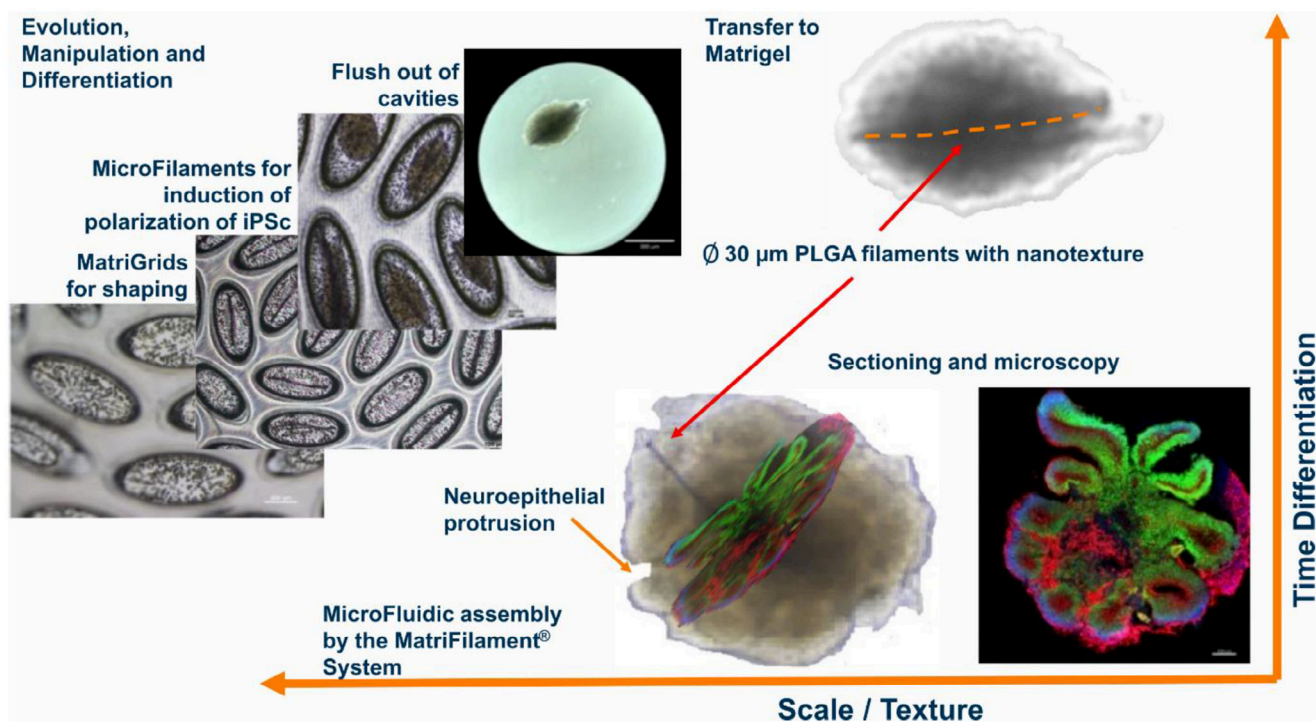 Evolution,
Manipulation and
Differentiation
Flush out of
cavities
MicroFilaments for
induction of
polarization of iPSc
MatriGrids
for shaping
Transfer to
Matrigel
Ø 30 µm PLGA filaments with nanotexture
Sectioning and microscopy
Neuroepithelial
protrusion
MicroFluidic assembly
by the MatriFilament®
System
Scale / Texture
Time Differentiation